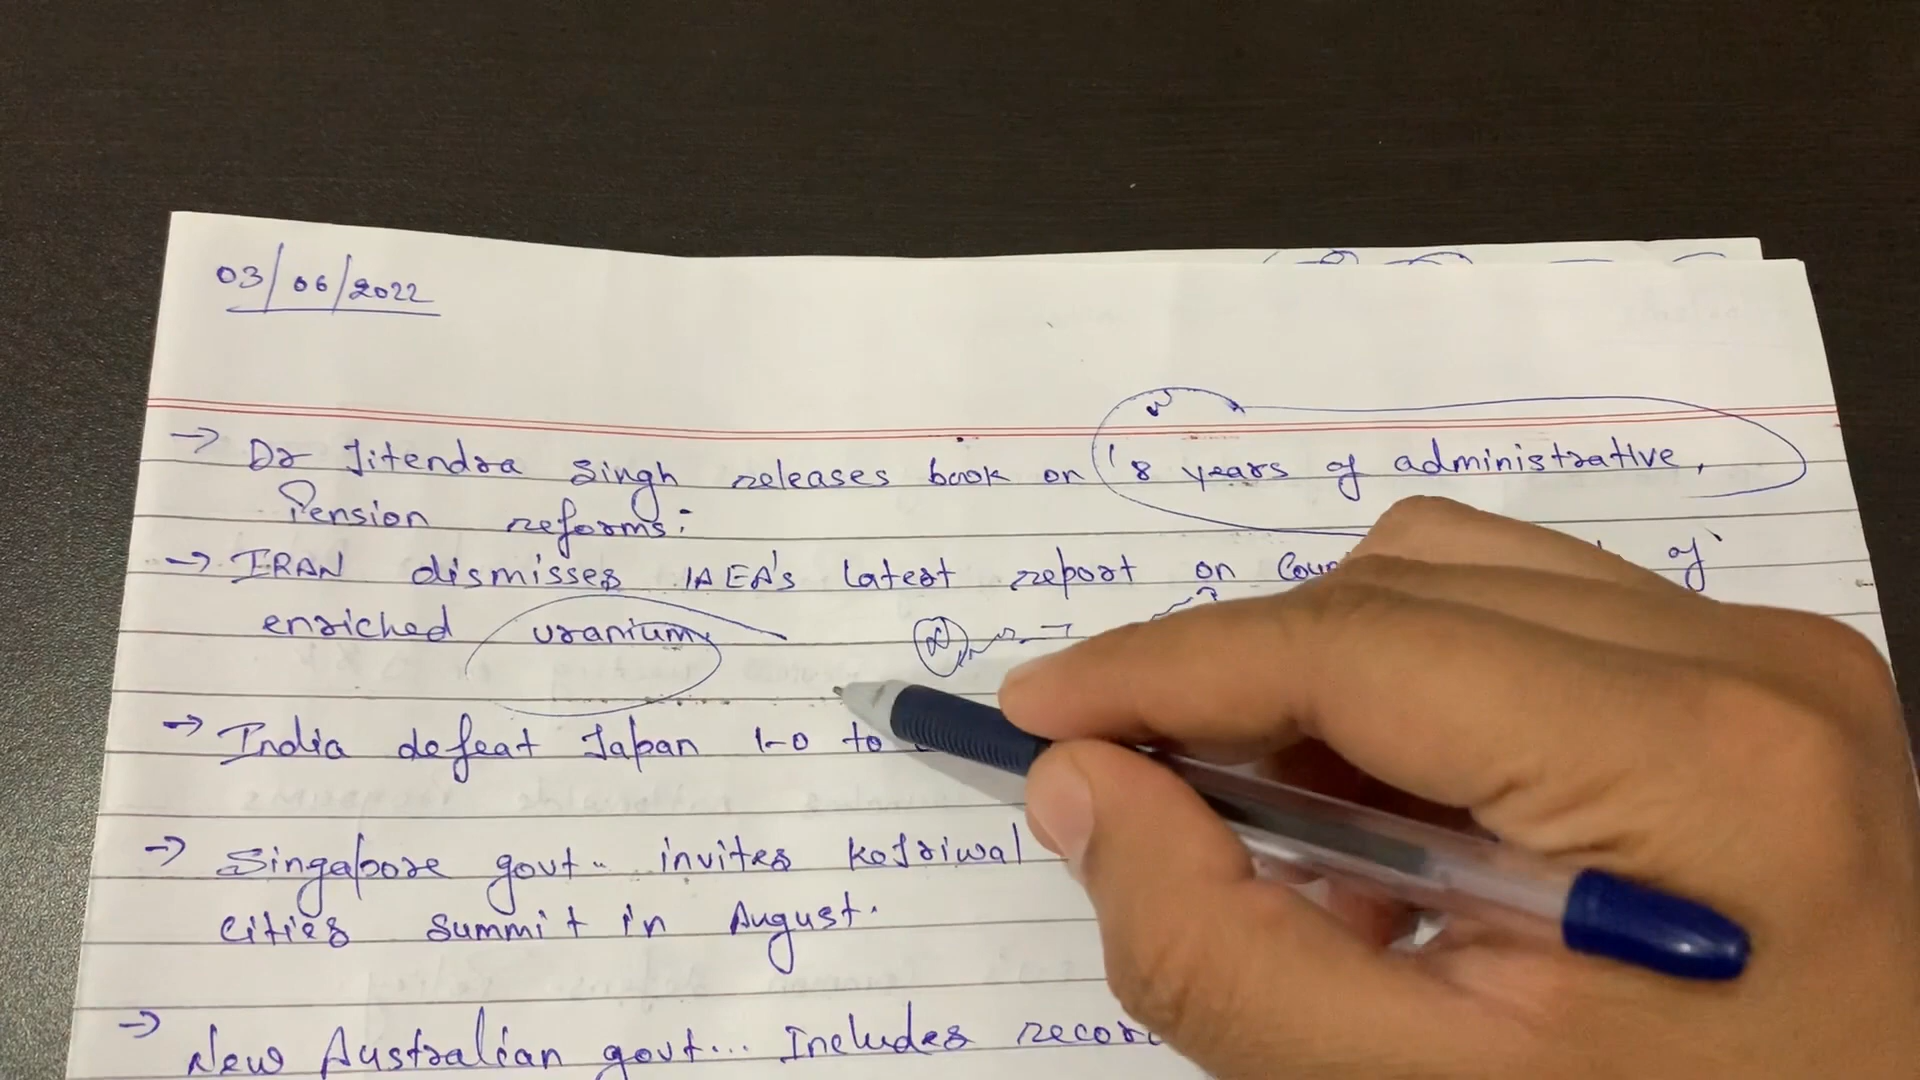 03/06/2022
→ Dr Jitendra Singh releases book on '8 years of administrative,
Pension reforms:
→ IRAN dismisses IAEA's latest report on of
enriched uranium
→ India defeat Japan 1-0 to
→ Singapore govt.. invites kejriwal
cities summit in August.
→ New Australian govt... Includes